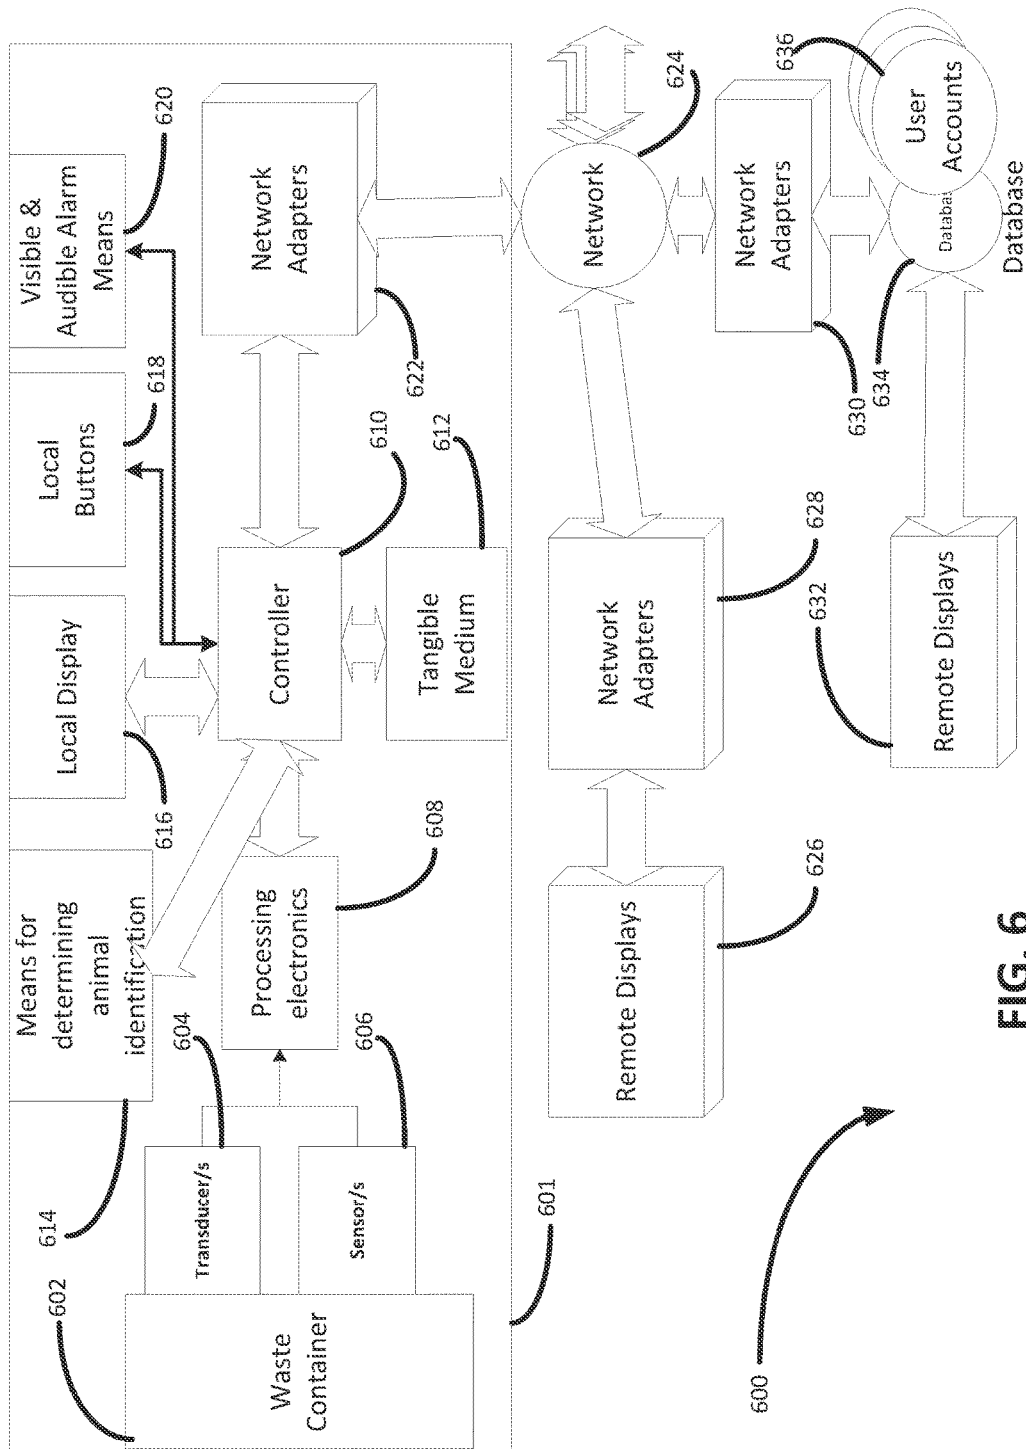 602
614
Means for
determining
animal
identification
616
Local Display
618
Local
Buttons
620
Visible &
Audible Alarm
Means
Waste
Container
Transducer/s
604
Sensor/s
606
Processing
electronics
608
Controller
610
Tangible
Medium
612
622
Network
Adapters
601
Remote Displays
626
Network
Adapters
628
Network
624
630
Network
Adapters
636
User
Accounts
634
Database
Database
632
Remote Displays
600
FIG. 6